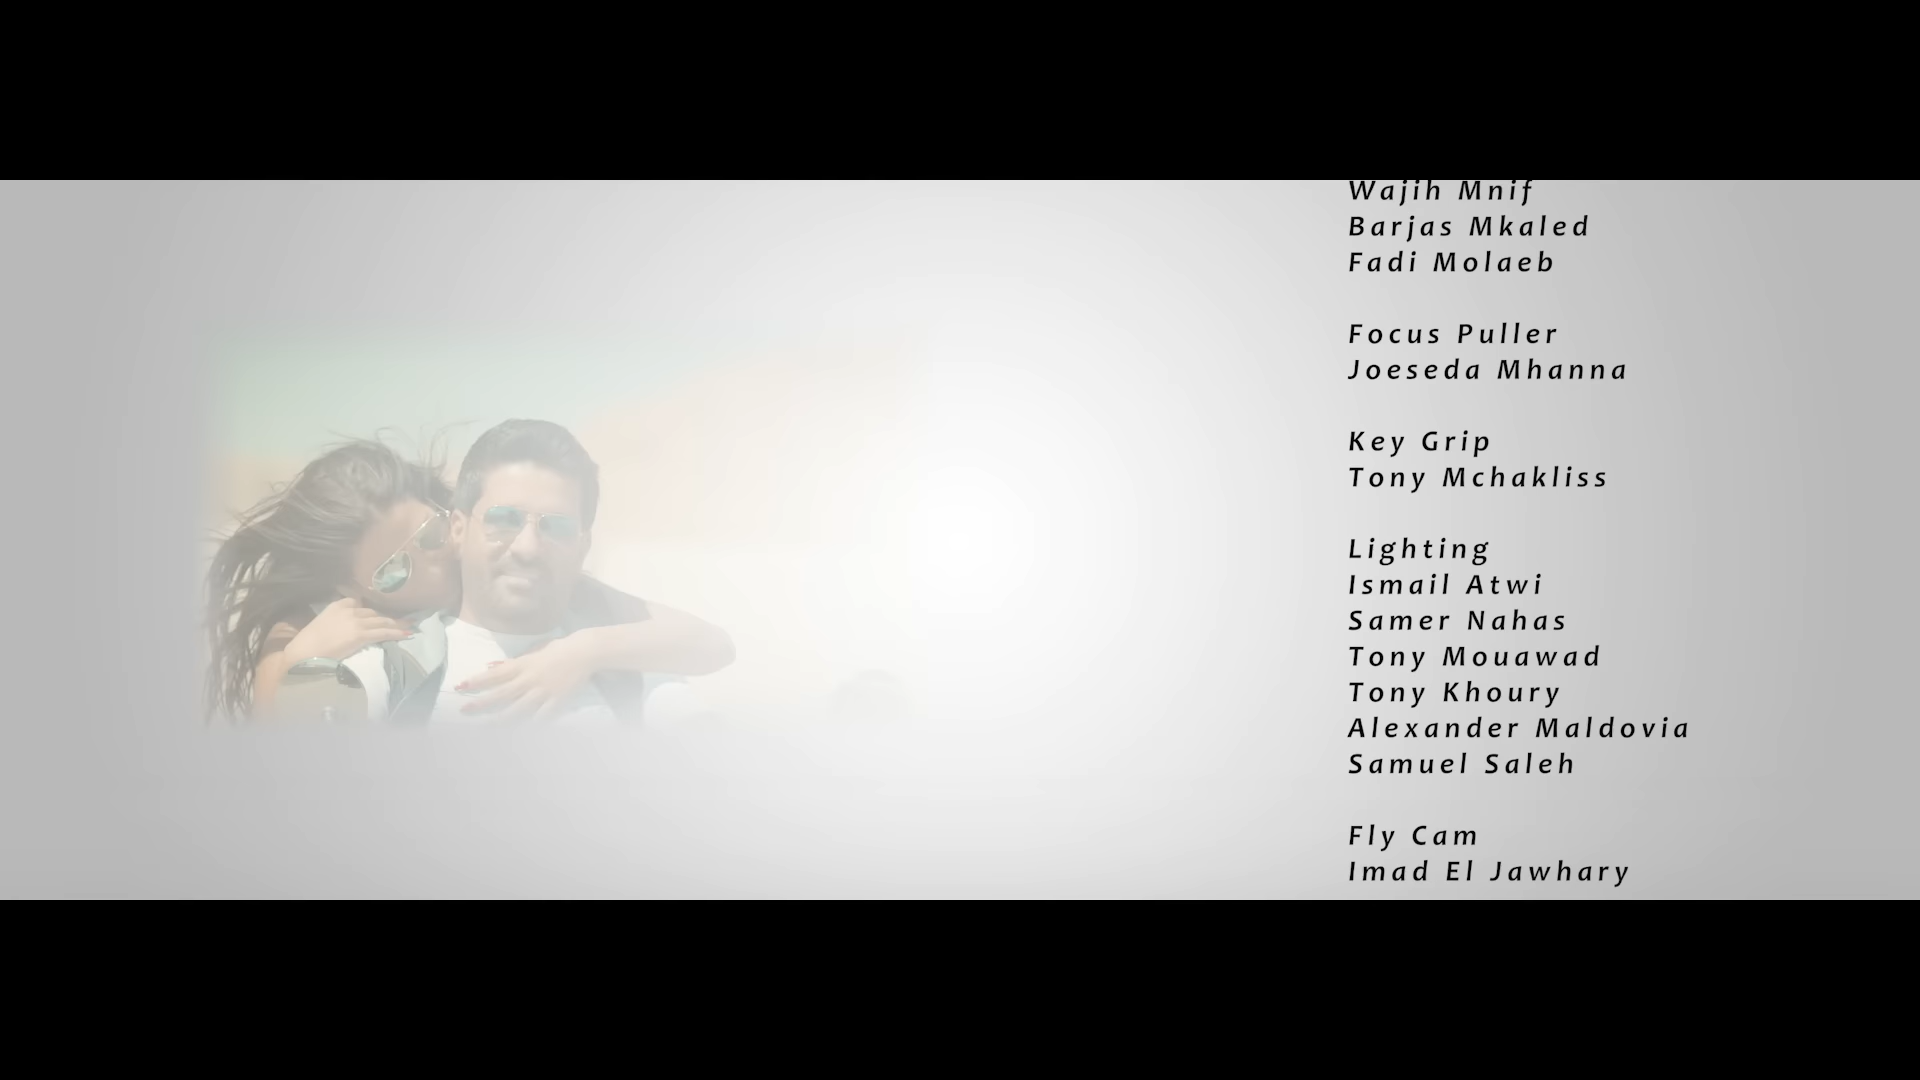 Wajih Mnif
Barjas Mkaled
Fadi Molaeb
Focus Puller
Joeseda Mhanna
Key Grip
Tony Mchakliss
Lighting
Ismail Atwi
Samer Nahas
Tony Mouawad
Tony Khoury
Alexander Maldovia
Samuel Saleh
Fly Cam
Imad El Jawhary